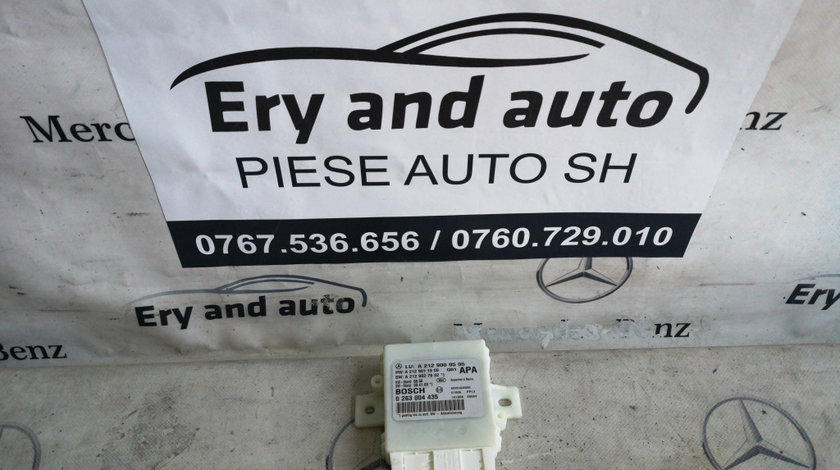 Ery and auto
PIESE AUTO SH
0767.536.656 / 0760.729.010
Merc
nz
Ery and auto
Ery
Benz
LU: A 212 900 95 05
APA
BOSCH
0 263 004 435